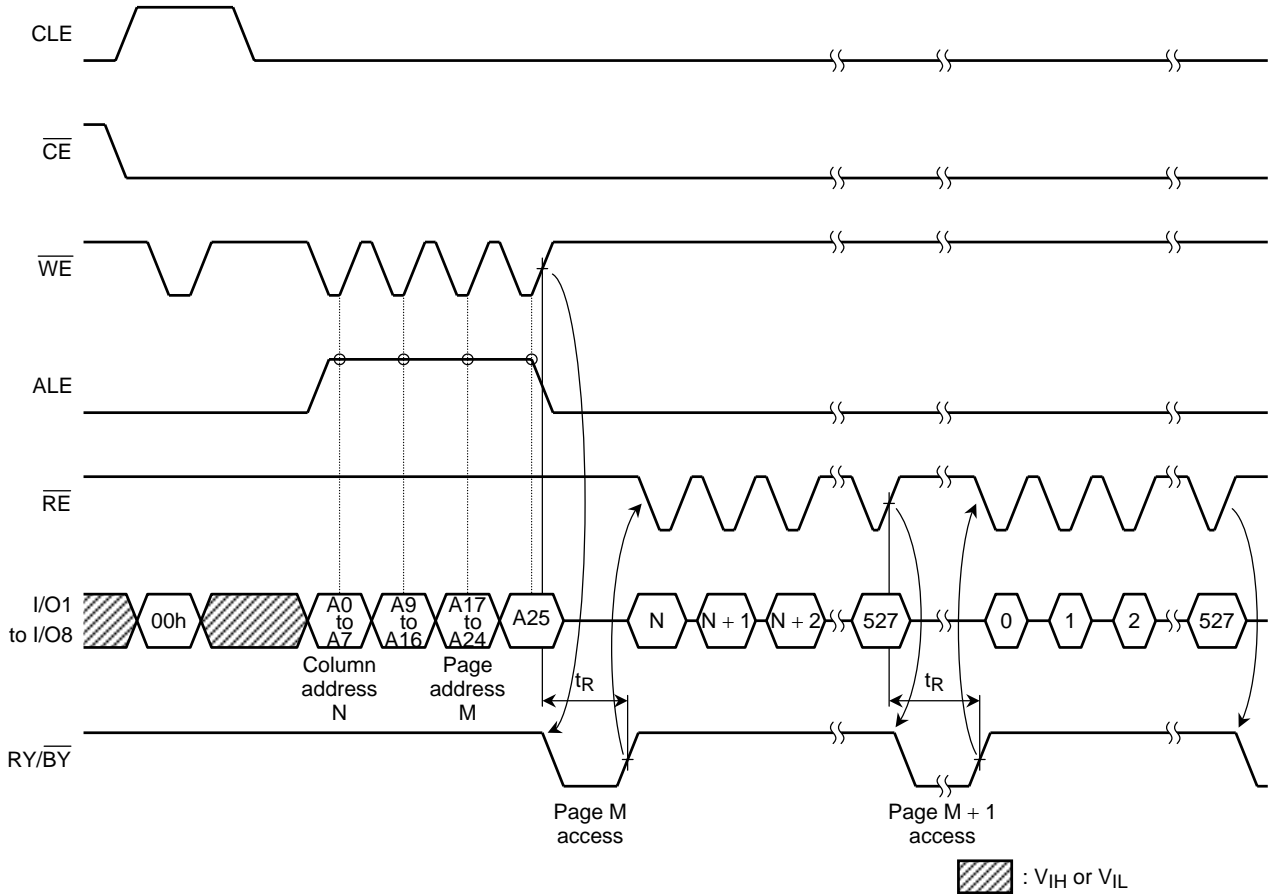 CLE
CE
WE
ALE
RE
I/O1
to I/O8
00h
A0
to
A7
A9
to
A16
A17
to
A24
A25
N
N + 1
N + 2
527
0
1
2
527
Column
address
N
Page
address
M
tR
tR
RY/BY
Page M
access
Page M + 1
access
: VIH or VIL